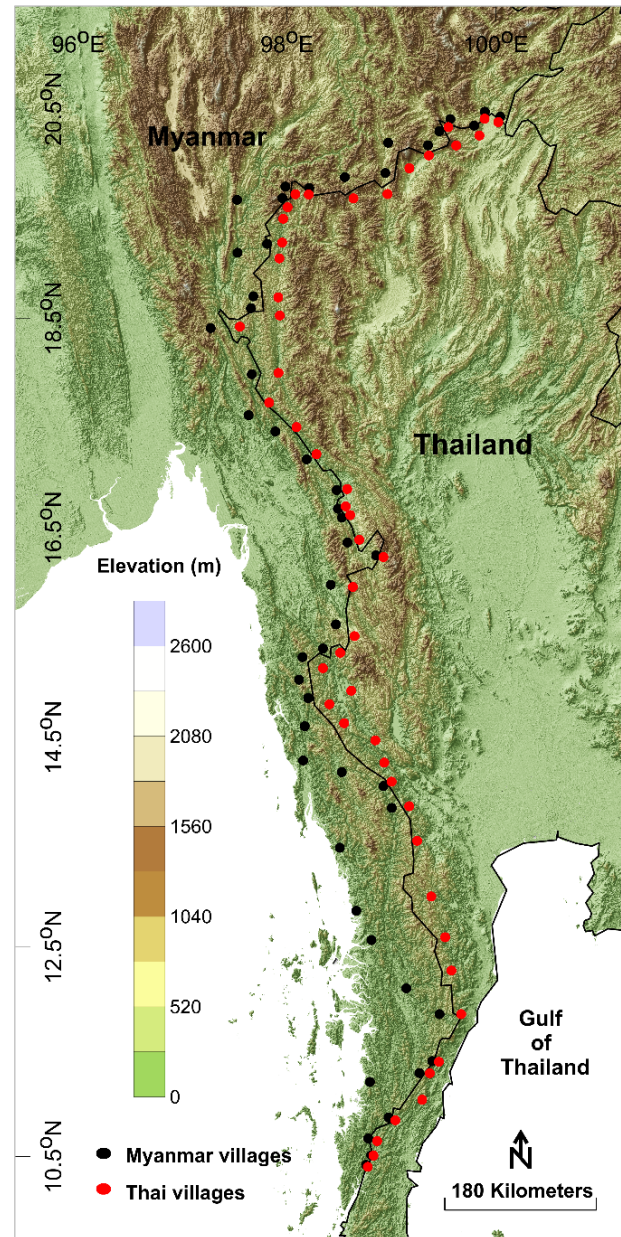 96°E 98°E 100°E
20.5°N
Myanmar
18.5°N
Thailand
16.5°N
Elevation (m)
2600
2080
14.5°N
1560
1040
12.5°N
520
Gulf
of
Thailand
0
10.5°N
Myanmar villages
Thai villages
N
180 Kilometers